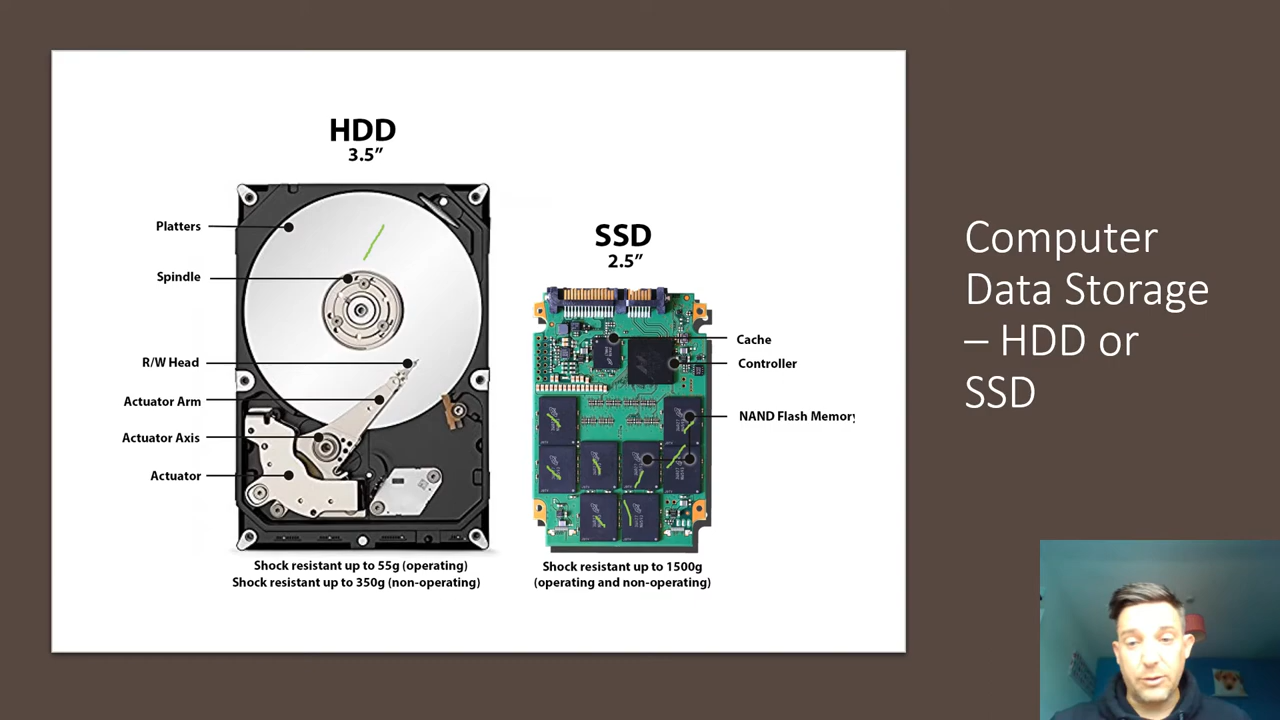 HDD
3.5”
Platters
Spindle
R/W Head
Actuator Arm
Actuator Axis
Actuator
Shock resistant up to 55g (operating)
Shock resistant up to 350g (non-operating)
SSD
2.5”
Cache
Controller
NAND Flash Memory
Shock resistant up to 1500g
(operating and non-operating)
Computer
Data Storage
– HDD or
SSD